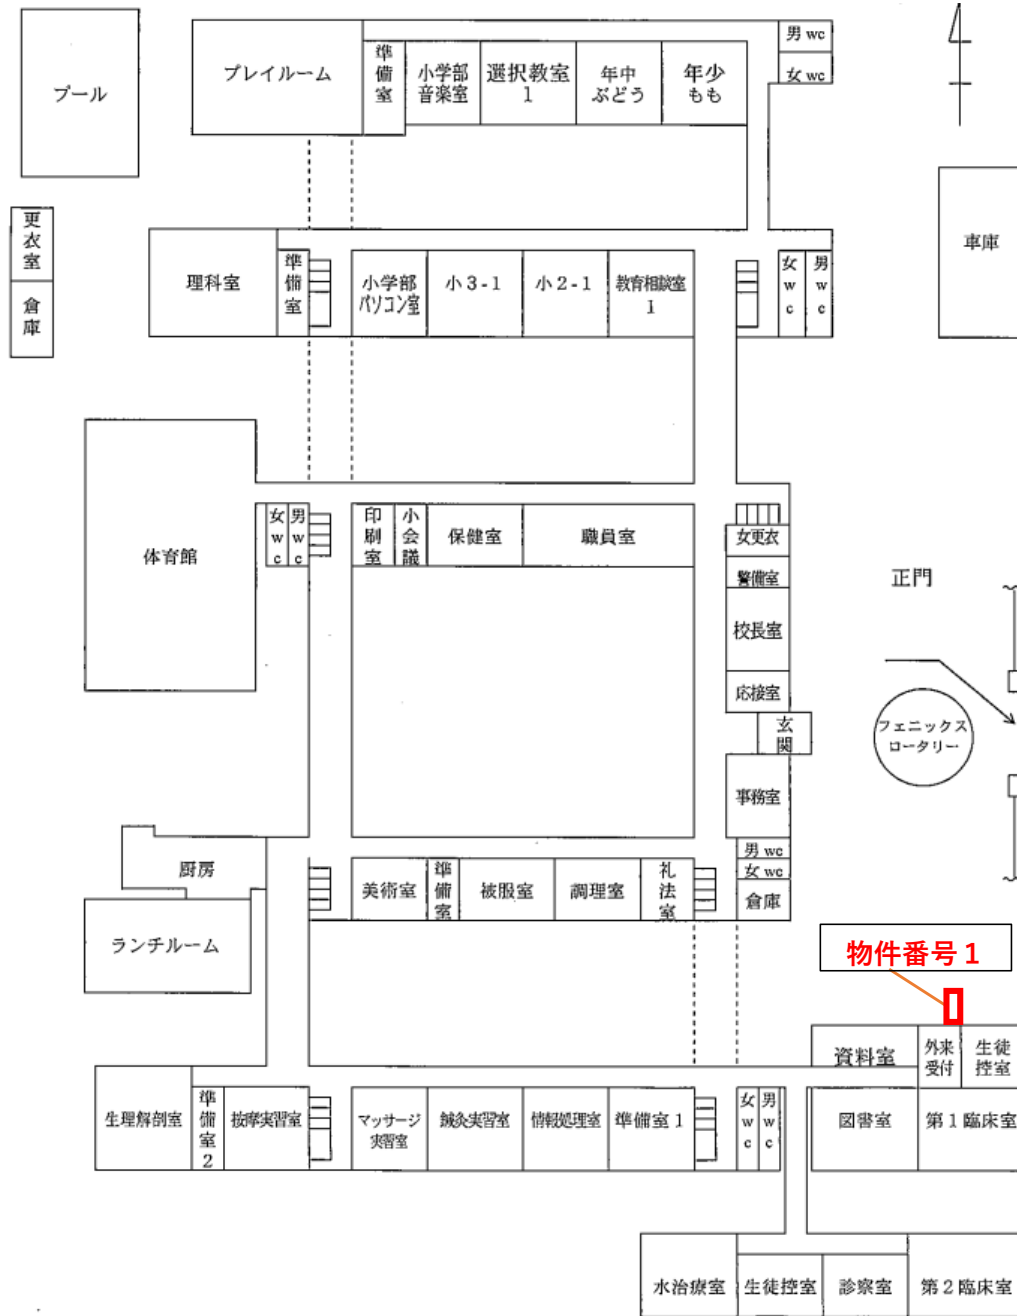 プール
プレイルーム
準備室
小学部
音楽室
選択教室
1
年中
ぶどう
年少
もも
男 wc
女 wc
更衣室
倉庫
理科室
準備室
小学部
パソコン室
小3-1
小2-1
教育相談室
1
女wc
男wc
車庫
体育館
女wc
男wc
印刷室
小会議
保健室
職員室
女更衣
警備室
校長室
応接室
玄関
事務室
男 wc
女 wc
倉庫
正門
フェニックス
ロータリー
厨房
ランチルーム
美術室
準備室
被服室
調理室
礼法室
物件番号1
資料室
外来
受付
生徒
控室
生理解剖室
準備室2
按摩実習室
マッサージ
実習室
鍼灸実習室
情報処理室
準備室1
女wc
男wc
図書室
第1臨床室
水治療室
生徒控室
診察室
第2臨床室